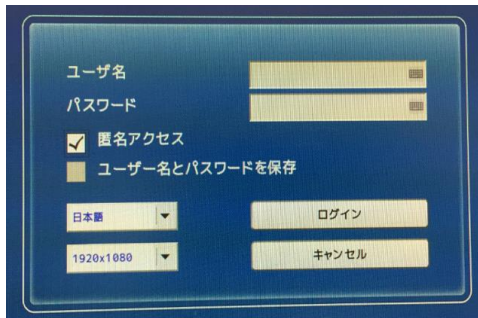 ユーザ名
パスワード
匿名アクセス
ユーザー名とパスワードを保存
日本語
ログイン
1920x1080
キャンセル